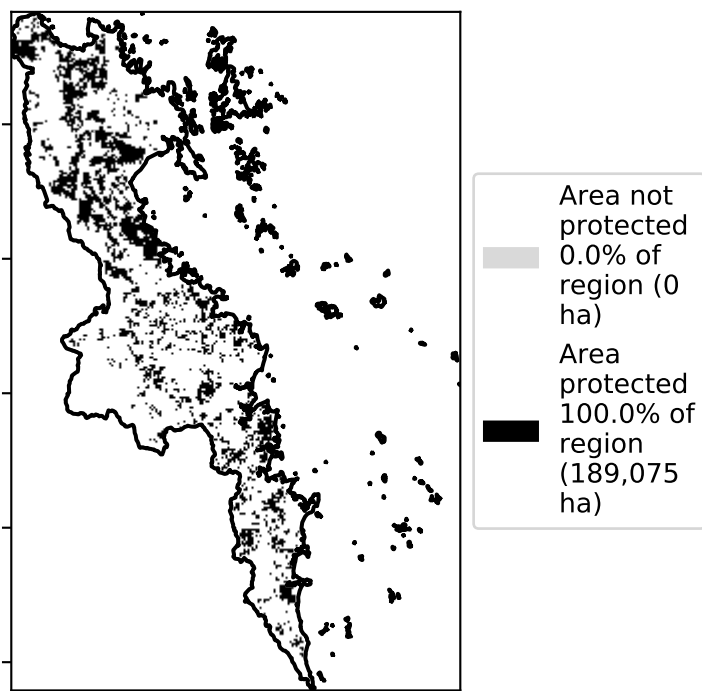 Area not
protected
0.0% of
region (0
ha)
Area
protected
100.0% of
region
(189,075
ha)